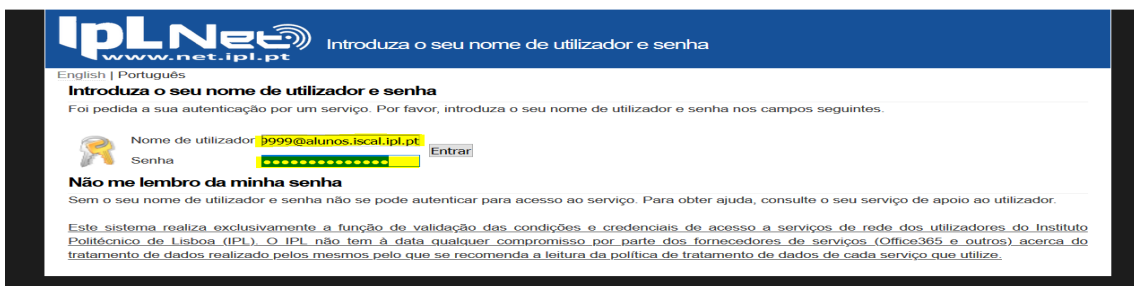 IpLNet Introduza o seu nome de utilizador e senha
www.net.ipl.pt
English | Português
Introduza o seu nome de utilizador e senha
Foi pedida a sua autenticação por um serviço. Por favor, introduza o seu nome de utilizador e senha nos campos seguintes.
Nome de utilizador 9999@alunos.iscal.ipl.pt
Entrar
Senha
Não me lembro da minha senha
Sem o seu nome de utilizador e senha não se pode autenticar para acesso ao serviço. Para obter ajuda, consulte o seu serviço de apoio ao utilizador.
Este sistema realiza exclusivamente a função de validação das condições e credenciais de acesso a serviços de rede dos utilizadores do Instituto
Politécnico de Lisboa (IPL). O IPL não tem à data qualquer compromisso por parte dos fornecedores de serviços (Office365 e outros) acerca do
tratamento de dados realizado pelos mesmos pelo que se recomenda a leitura da política de tratamento de dados de cada serviço que utilize.